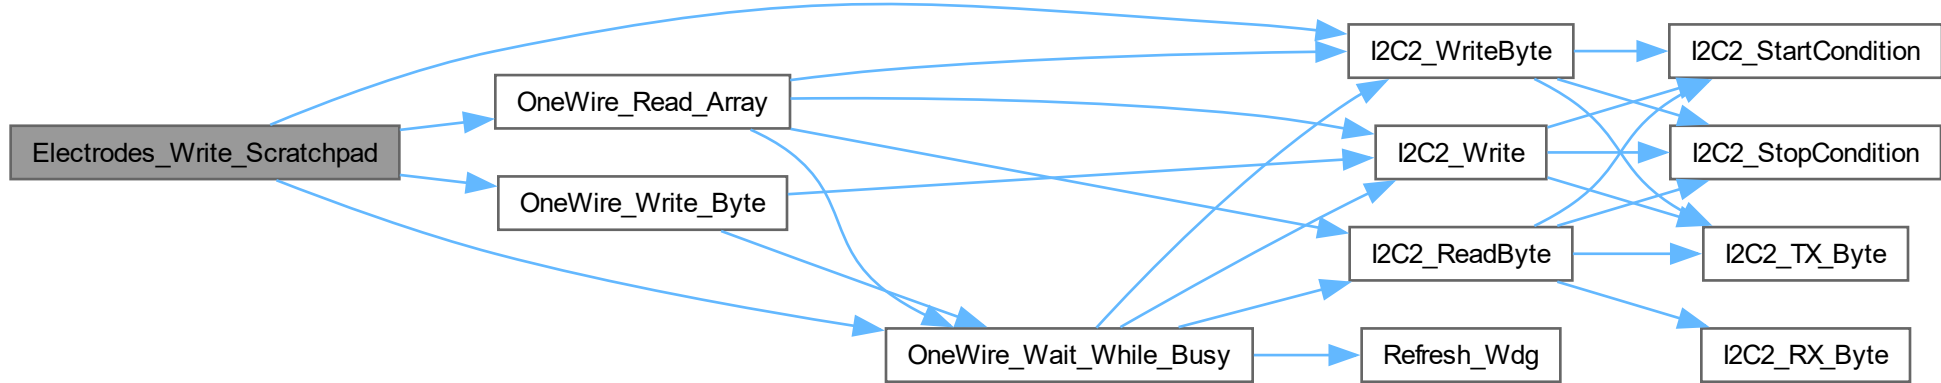 Electrodes_Write_Scratchpad
OneWire_Read_Array
OneWire_Write_Byte
OneWire_Wait_While_Busy
I2C2_WriteByte
I2C2_Write
I2C2_ReadByte
Refresh_Wdg
I2C2_StartCondition
I2C2_StopCondition
I2C2_TX_Byte
I2C2_RX_Byte